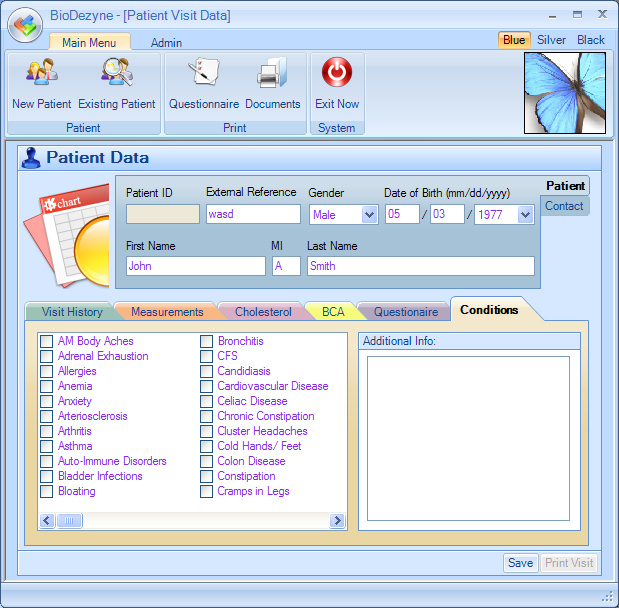 BioDezyne - [Patient Visit Data]
Main Menu Admin Blue Silver Black
New Patient Existing Patient Questionnaire Documents Exit Now
Patient Print System
Patient Data
chart
Patient ID External Reference Gender Date of Birth (mm/dd/yyyy) Patient
wasd Male 05 / 03 / 1977 Contact
First Name MI Last Name
John A Smith
Visit History Measurements Cholesterol BCA Questionaire Conditions
AM Body Aches Bronchitis Additional Info:
Adrenal Exhaustion CFS
Allergies Candidiasis
Anemia Cardiovascular Disease
Anxiety Celiac Disease
Arteriosclerosis Chronic Constipation
Arthritis Cluster Headaches
Asthma Cold Hands/ Feet
Auto-Immune Disorders Colon Disease
Bladder Infections Constipation
Bloating Cramps in Legs
Save Print Visit